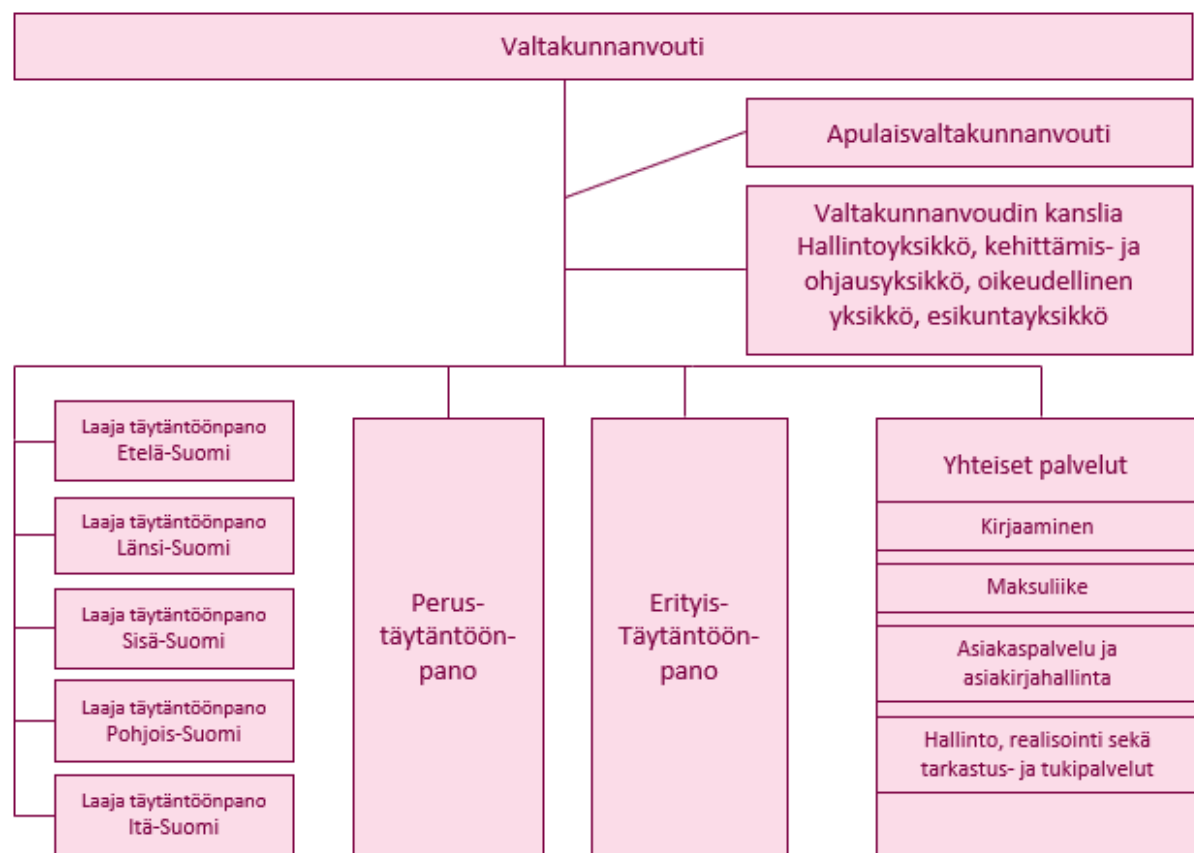 Valtakunnanvouti
Apulaisvaltakunnanvouti
Valtakunnanvoudin kanslia
Hallintoyksikkö, kehittämis- ja
ohjausyksikkö, oikeudellinen
yksikkö, esikuntayksikkö
Laaja täytäntöönpano
Etelä-Suomi
Laaja täytäntöönpano
Länsi-Suomi
Laaja täytäntöönpano
Sisä-Suomi
Laaja täytäntöönpano
Pohjois-Suomi
Laaja täytäntöönpano
Itä-Suomi
Perus-
täytäntöön-
pano
Erityis-
Täytäntöön-
pano
Yhteiset palvelut
Kirjaaminen
Maksuliike
Asiakaspalvelu ja
asiakirjahallinta
Hallinto, realisointi sekä
tarkastus- ja tukipalvelut